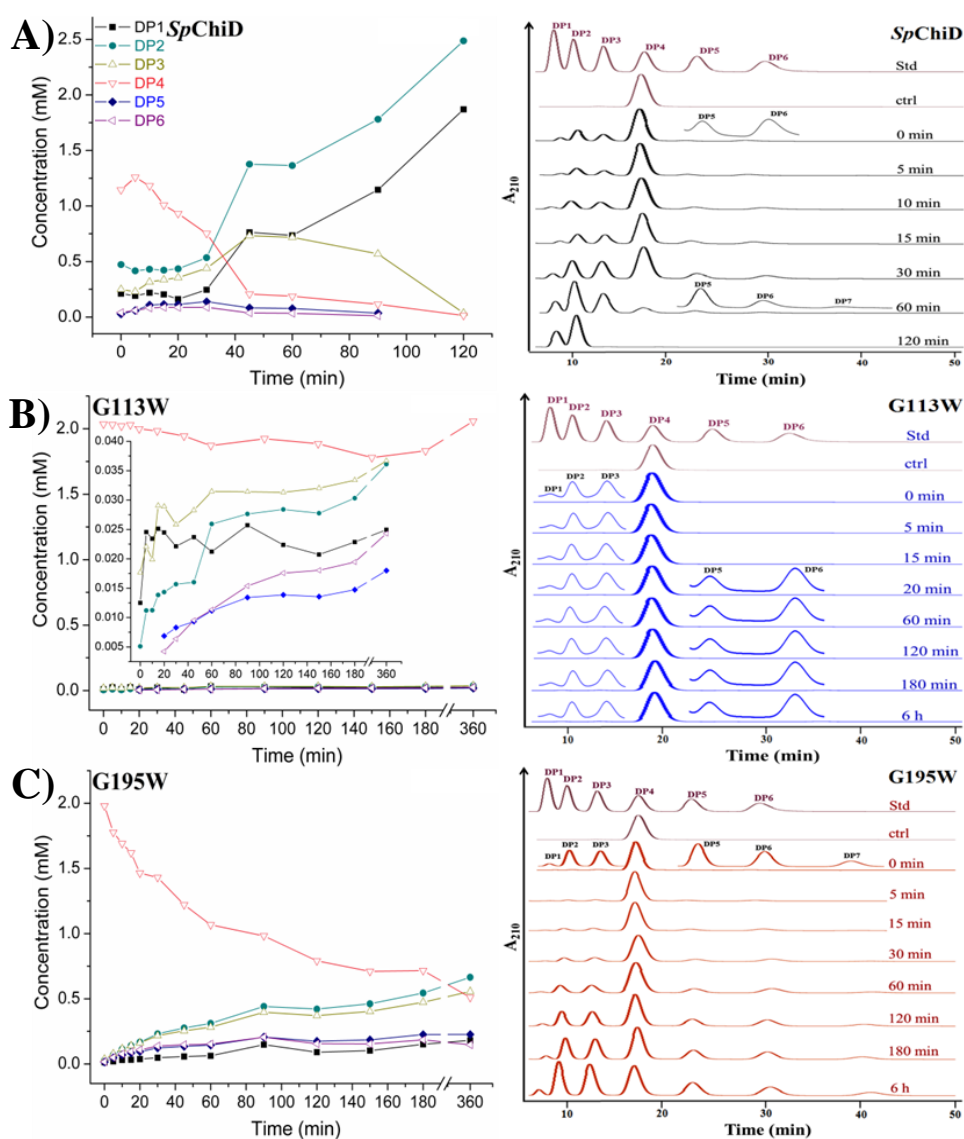 A)
SpChiD
DP1
DP2
DP3
DP4
DP5
DP6
2.5
2.0
1.5
1.0
0.5
0.0
Concentration (mM)
0 20 40 60 80 100 120
Time (min)
SpChiD
DP1 DP2 DP3 DP4 DP5 DP6
Std
ctrl
DP5 DP6
0 min
5 min
10 min
15 min
30 min
DP5 DP6 DP7
60 min
120 min
A210
10 20 30
Time (min)
B)
G113W
2.0
1.5
1.0
0.5
0.0
Concentration (mM)
0.040
0.035
0.030
0.025
0.020
0.015
0.010
0.005
0 20 40 60 80 100 120 140 160 180 360
0 20 40 60 80 100 120 140 160 180 360
Time (min)
G113W
DP1 DP2 DP3 DP4 DP5 DP6
Std
ctrl
DP1 DP2 DP3
0 min
5 min
15 min
DP5 DP6
20 min
60 min
120 min
180 min
6 h
A210
10 20 30
Time (min)
C)
G195W
2.0
1.5
1.0
0.5
0.0
Concentration (mM)
0 20 40 60 80 100 120 140 160 180 360
Time (min)
G195W
DP1 DP2 DP3 DP4 DP5 DP6
Std
ctrl
DP1 DP2 DP3 DP5 DP6 DP7
0 min
5 min
15 min
30 min
60 min
120 min
180 min
6 h
A210
10 20 30 40
Time (min)